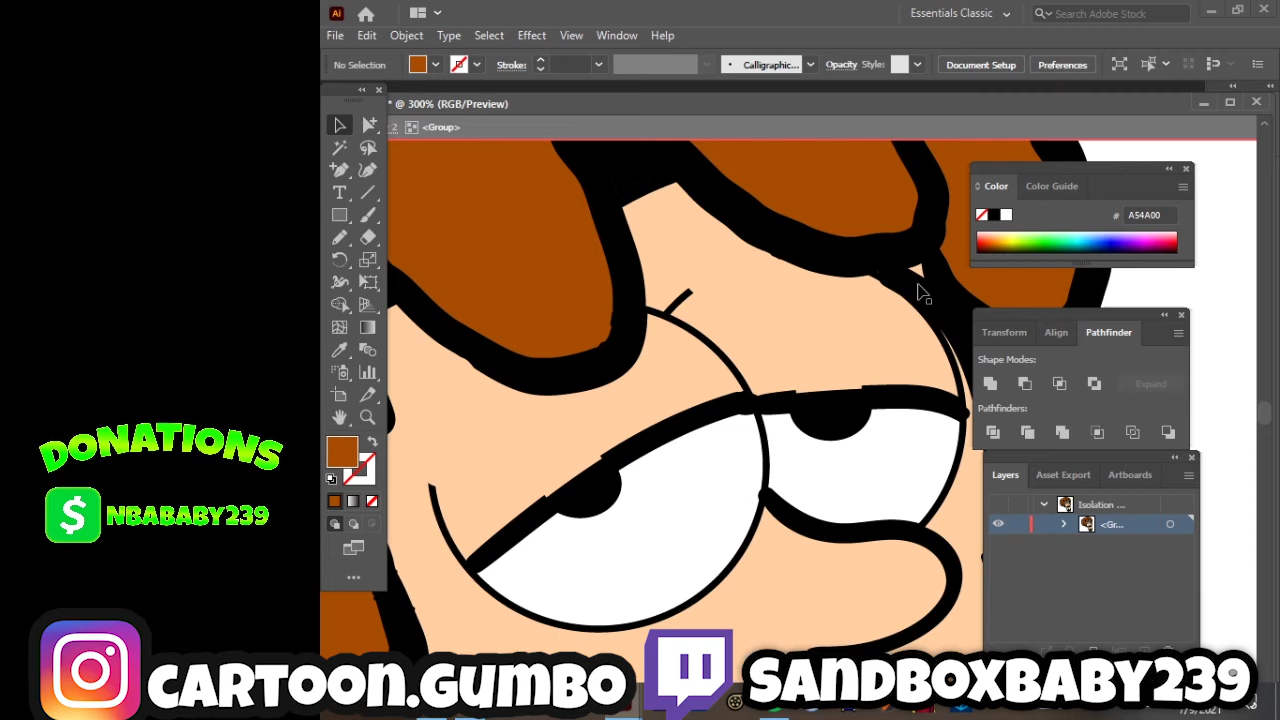 Ai
Essentials Classic
Search Adobe Stock
File Edit Object Type Select Effect View Window Help
No Selection Stroke: Calligraphic... Opacity Style: Document Setup Preferences
* @ 300% (RGB/Preview)
2 <Group>
Color Color Guide
# A54A00
Transform Align Pathfinder
Shape Modes:
Expand
Pathfinders:
Layers Asset Export Artboards
Isolation ...
<Gr...
DONATIONS
$ NBABABY239
CARTOON.GUMBO
SANDBOXBABY239